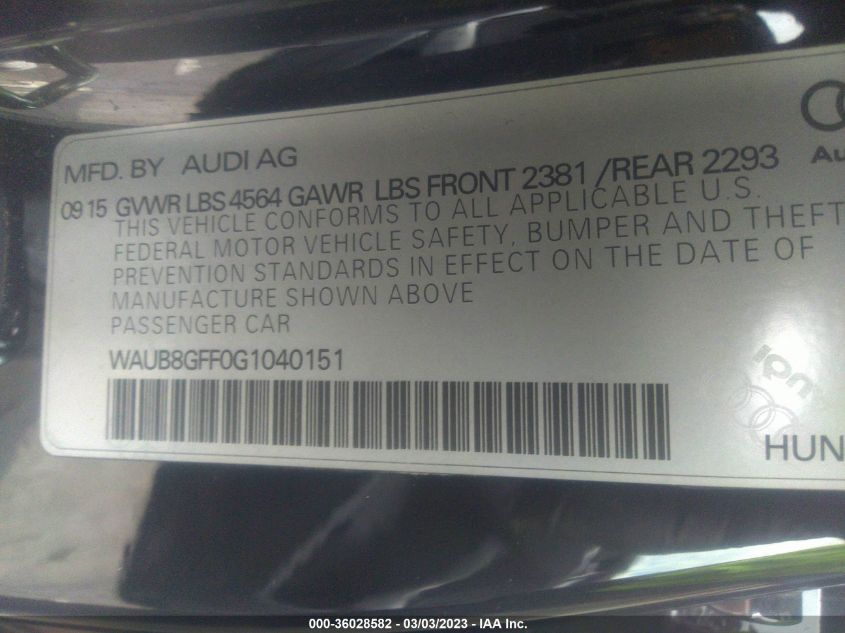 MFD. BY AUDI AG
09 15 GVWR LBS 4564 GAWR LBS FRONT 2381 /REAR 2293
THIS VEHICLE CONFORMS TO ALL APPLICABLE U.S.
FEDERAL MOTOR VEHICLE SAFETY, BUMPER AND THEFT
PREVENTION STANDARDS IN EFFECT ON THE DATE OF
MANUFACTURE SHOWN ABOVE
PASSENGER CAR
WAUB8GFF0G1040151
Au
HUN
000-36028582 - 03/03/2023 - IAA Inc.